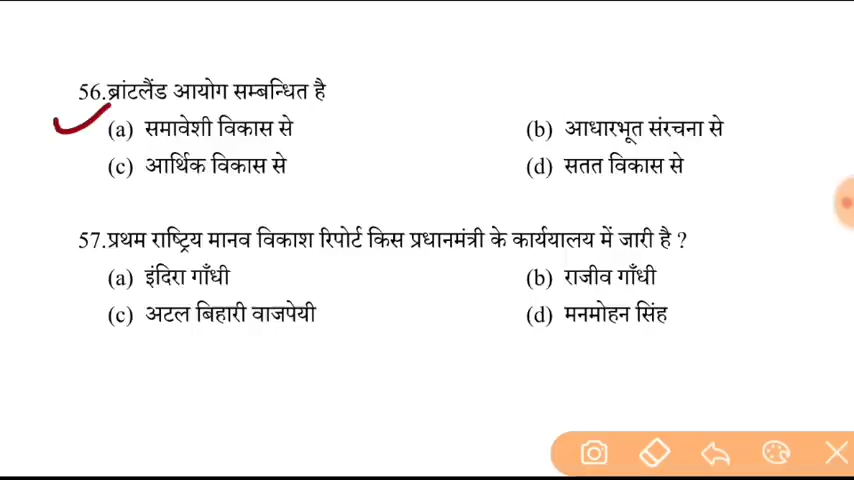 56.ब्रांटलैंड आयोग सम्बन्धित है
(a) समावेशी विकास से (b) आधारभूत संरचना से
(c) आर्थिक विकास से (d) सतत विकास से
57.प्रथम राष्ट्रिय मानव विकाश रिपोर्ट किस प्रधानमंत्री के कार्ययालय में जारी है ?
(a) इंदिरा गाँधी (b) राजीव गाँधी
(c) अटल बिहारी वाजपेयी (d) मनमोहन सिंह